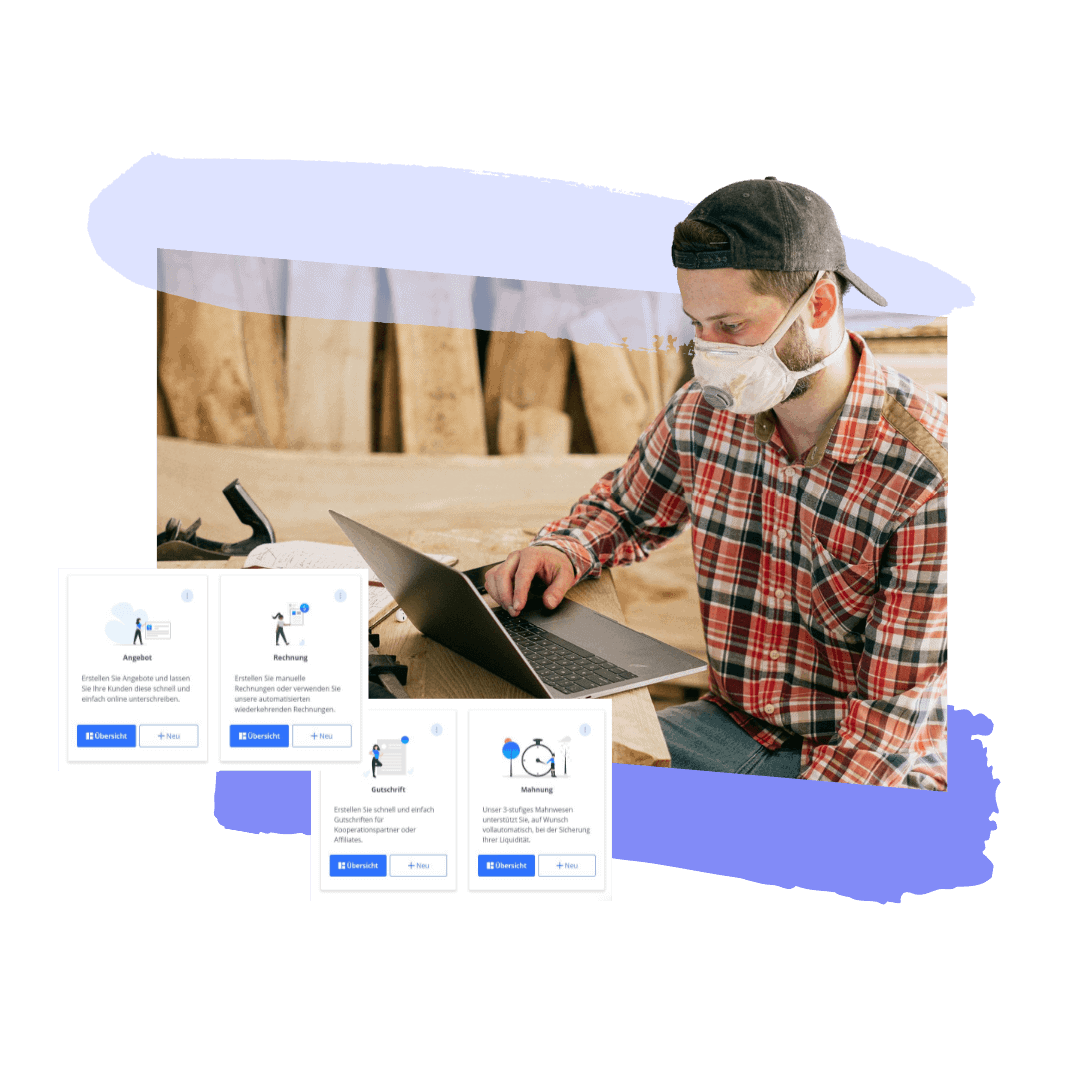 Angebot
Erstellen Sie Angebote und lassen
Sie Ihre Kunden diese schnell und
einfach online unterschreiben.
Übersicht
+ Neu
Rechnung
Erstellen Sie manuelle
Rechnungen oder verwenden Sie
unsere automatisierten
wiederkehrenden Rechnungen.
Übersicht
+ Neu
Gutschrift
Erstellen Sie schnell und einfach
Gutschriften für
Kooperationspartner oder
Affiliates.
Übersicht
+ Neu
Mahnung
Unser 3-stufiges Mahnwesen
unterstützt Sie, auf Wunsch
vollautomatisch, bei der Sicherung
Ihrer Liquidität.
Übersicht
+ Neu